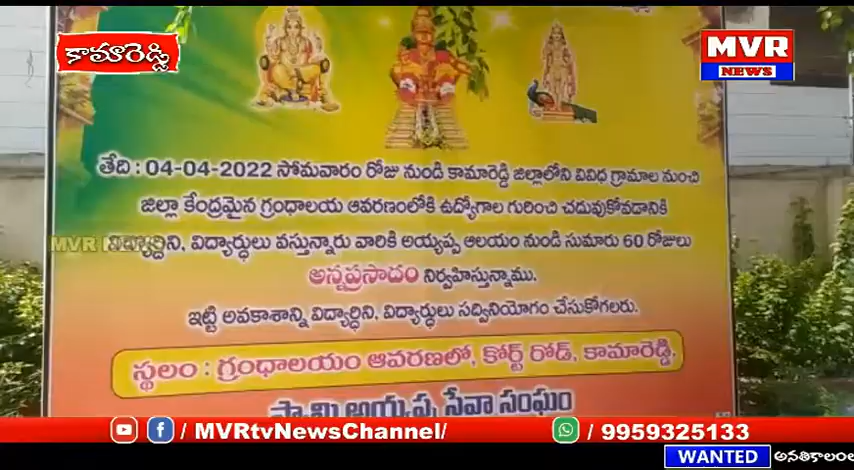 కామారెడ్డి
MVR
NEWS
తేది : 04-04-2022 సోమవారం రోజు నుండి కామారెడ్డి జిల్లాలోని వివిధ గ్రామాల నుంచి
జిల్లా కేంద్రమైన గ్రంధాలయ ఆవరణంలోకి ఉద్యోగాల గురించి చదువుకోవడానికి
MVR NEWS
విద్యార్థిని, విద్యార్థులు వస్తున్నారు వారికి అయ్యప్ప ఆలయం నుండి సుమారు 60 రోజులు
అన్నప్రసాదం నిర్వహిస్తున్నాము.
ఇట్టి అవకాశాన్ని విద్యార్థిని, విద్యార్థులు సద్వినియోగం చేసుకోగలరు.
స్థలం : గ్రంధాలయం ఆవరణలో, కోర్ట్ రోడ్, కామారెడ్డి.
స్వామి అయ్యప్ప సేవా సంఘం
/ MVRtvNewsChannel/ / 9959325133
WANTED